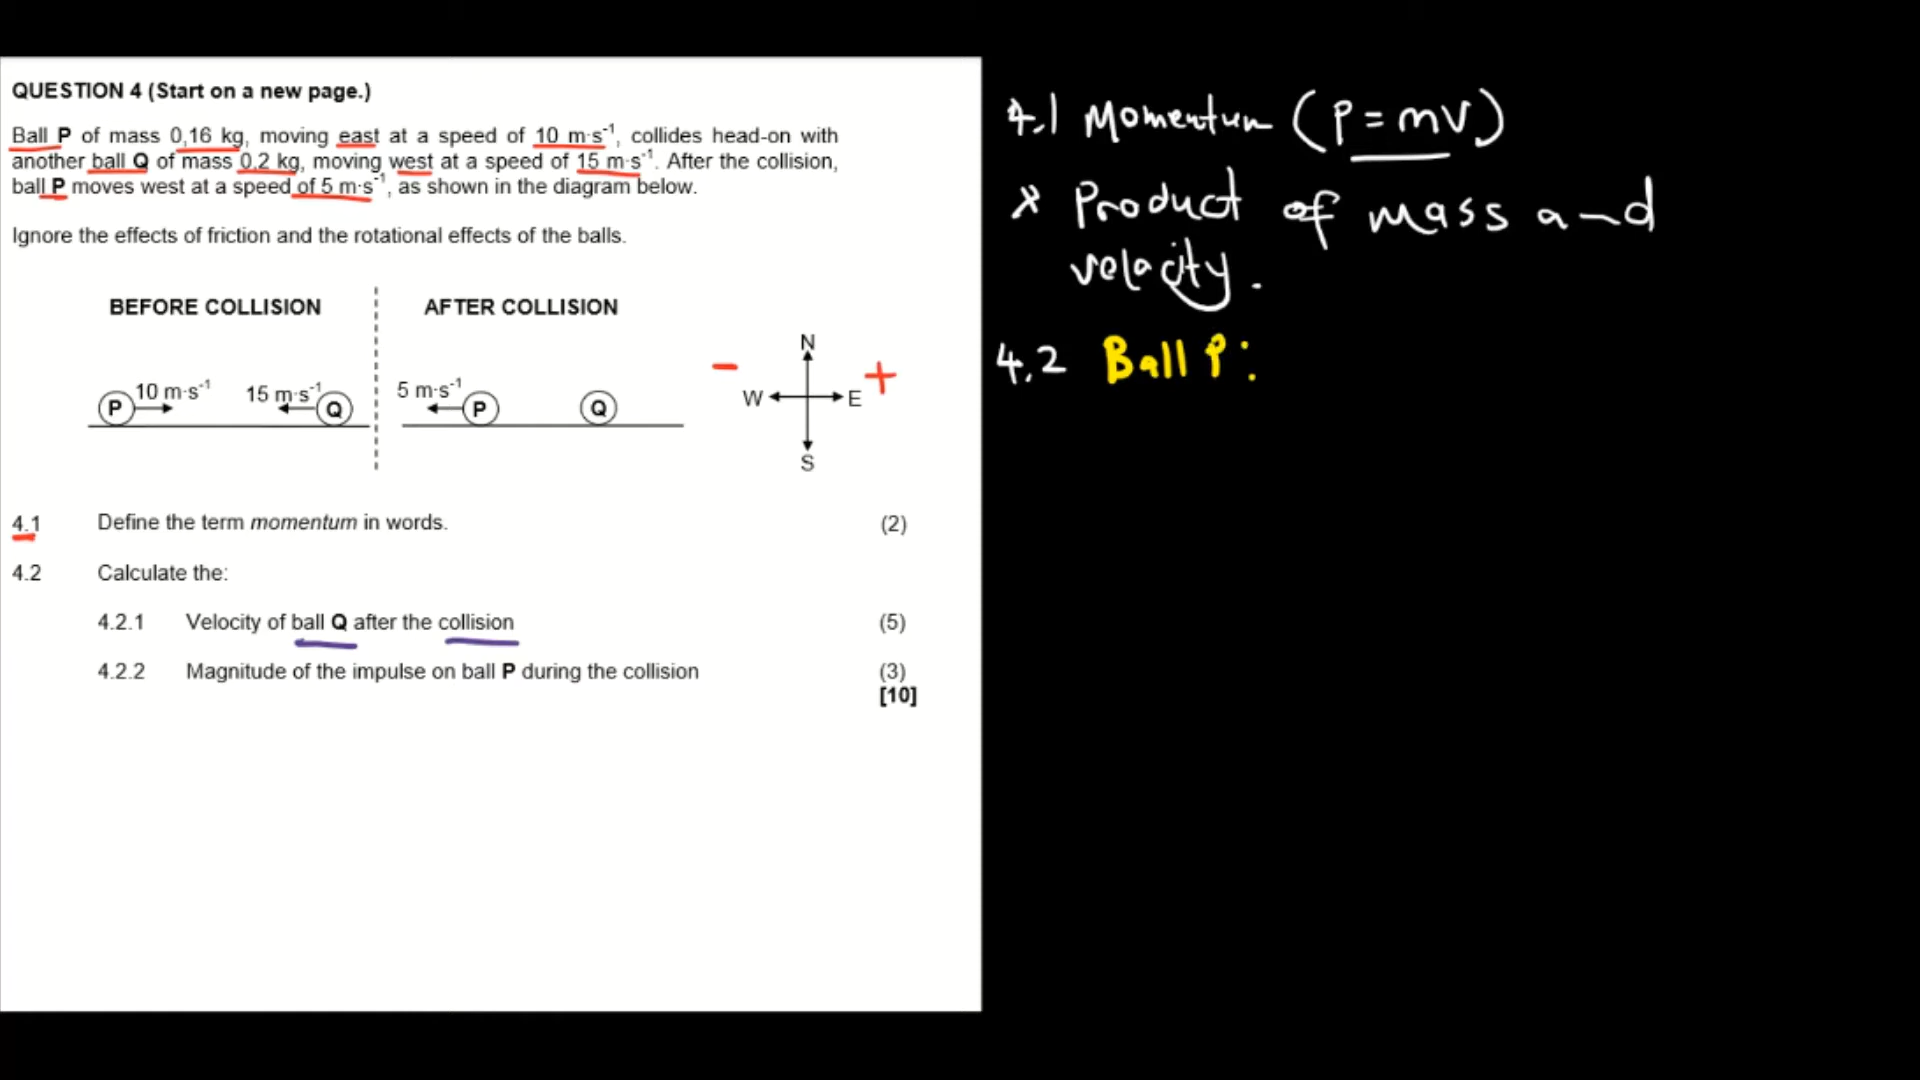 QUESTION 4 (Start on a new page.)
Ball P of mass 0,16 kg, moving east at a speed of 10 m·s⁻¹, collides head-on with
another ball Q of mass 0,2 kg, moving west at a speed of 15 m·s⁻¹. After the collision,
ball P moves west at a speed of 5 m·s⁻¹, as shown in the diagram below.
Ignore the effects of friction and the rotational effects of the balls.
BEFORE COLLISION
AFTER COLLISION
P 10 m·s⁻¹ 15 m·s⁻¹ Q
5 m·s⁻¹ P Q
N
- W E +
S
4.1 Define the term momentum in words. (2)
4.2 Calculate the:
4.2.1 Velocity of ball Q after the collision (5)
4.2.2 Magnitude of the impulse on ball P during the collision (3)
[10]
4.1 Momentum (P = mv)
* Product of mass and
velocity.
4.2 Ball P: